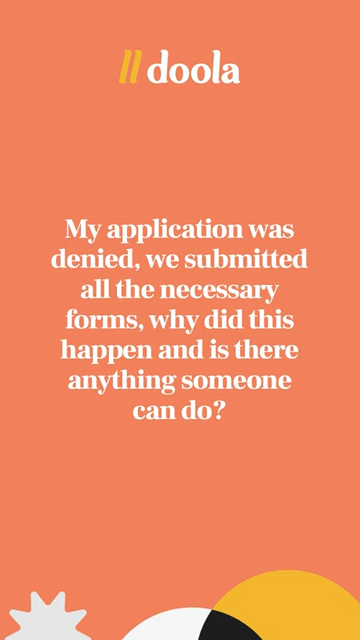 doola
My application was
denied, we submitted
all the necessary
forms, why did this
happen and is there
anything someone
can do?